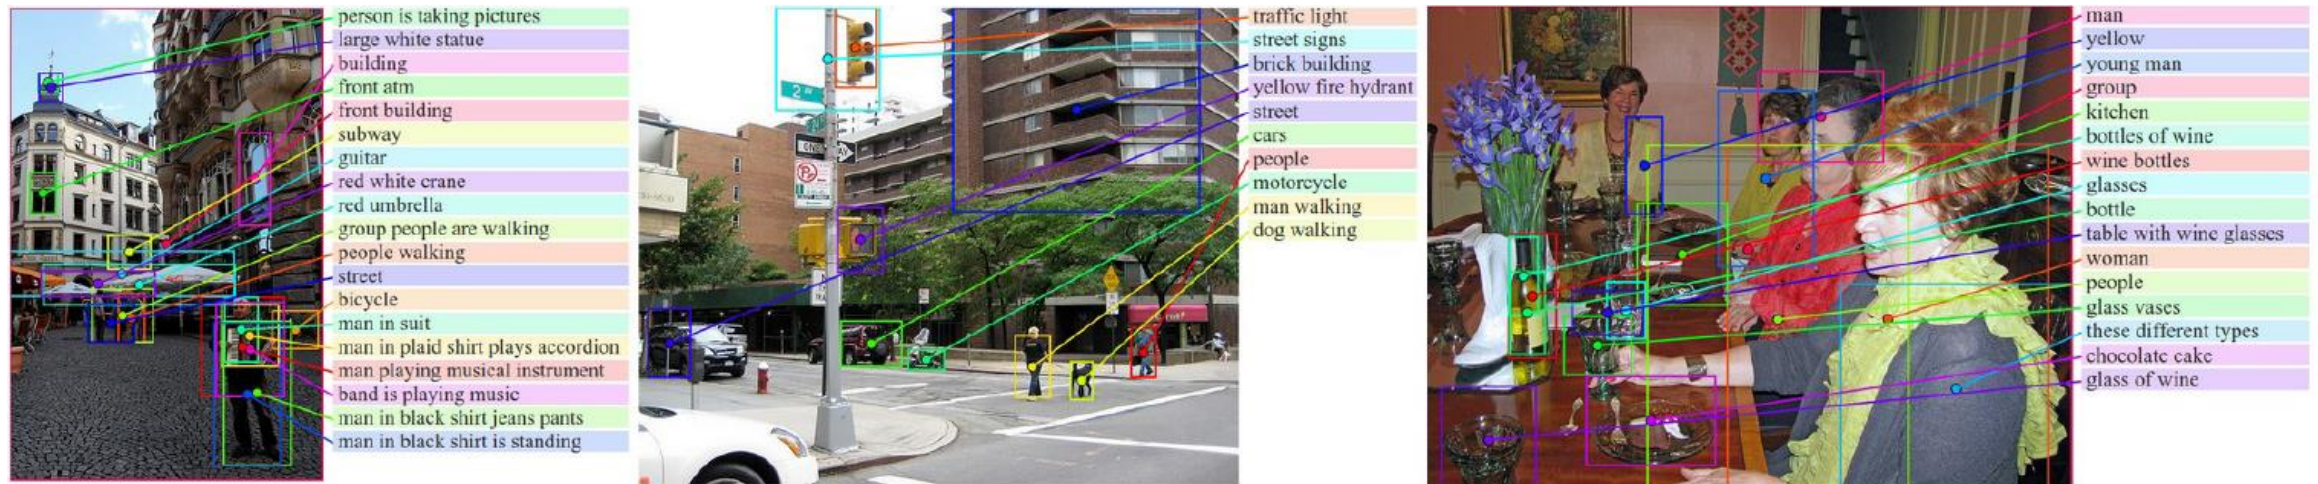 person is taking pictures
large white statue
building
front atm
front building
subway
guitar
red white crane
red umbrella
group people are walking
people walking
street
bicycle
man in suit
man in plaid shirt plays accordion
man playing musical instrument
band is playing music
man in black shirt jeans pants
man in black shirt is standing
2 AV
ONE WAY
traffic light
street signs
brick building
yellow fire hydrant
street
cars
people
motorcycle
man walking
dog walking
man
yellow
young man
group
kitchen
bottles of wine
wine bottles
glasses
bottle
table with wine glasses
woman
people
glass vases
these different types
chocolate cake
glass of wine